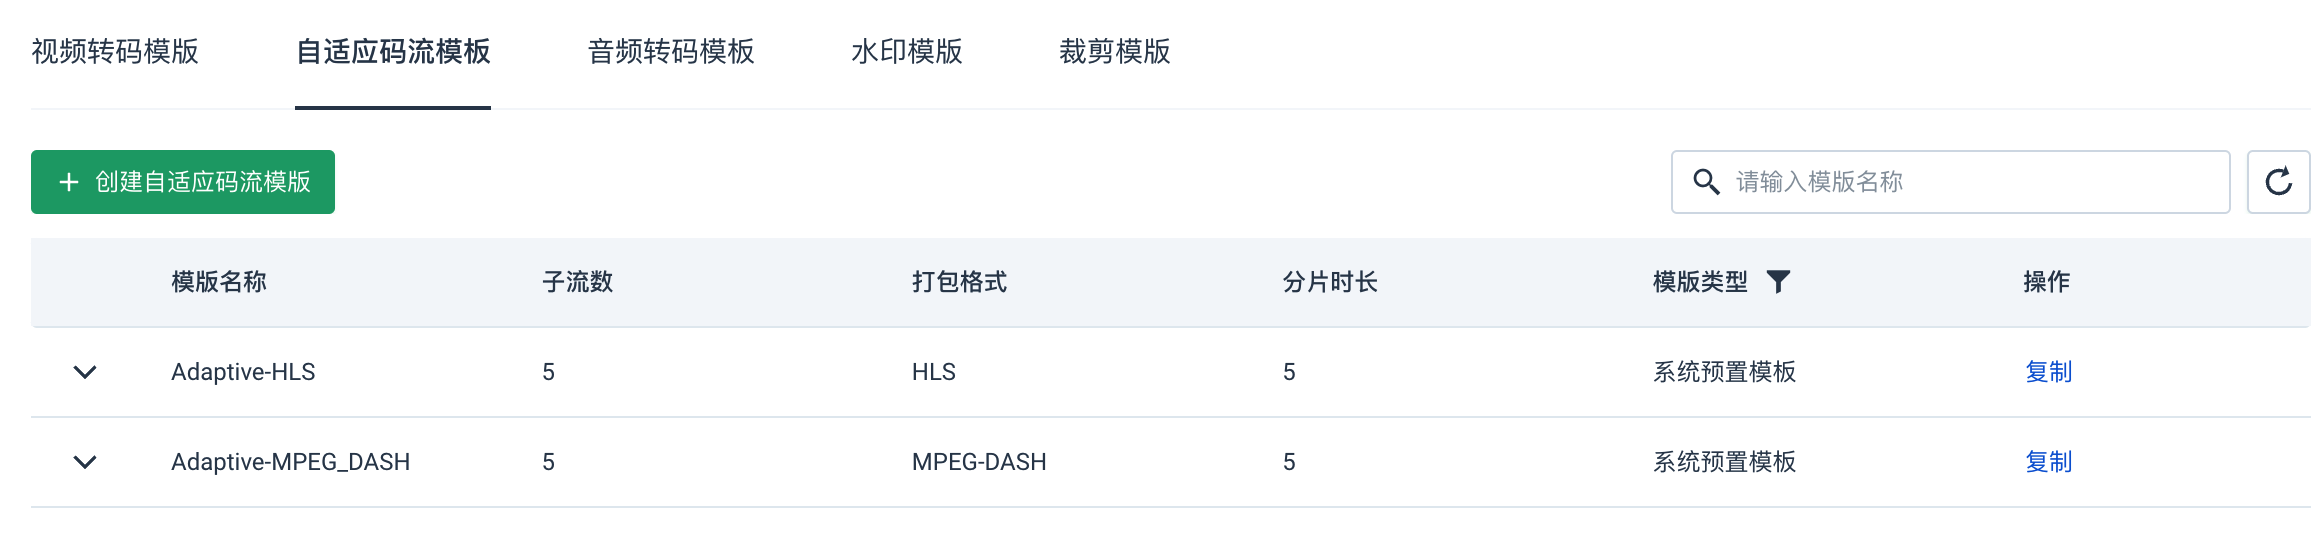 视频转码模版 自适应码流模板 音频转码模板 水印模版 裁剪模版
+ 创建自适应码流模版 请输入模版名称
模版名称 子流数 打包格式 分片时长 模版类型 操作
Adaptive-HLS 5 HLS 5 系统预置模板 复制
Adaptive-MPEG_DASH 5 MPEG-DASH 5 系统预置模板 复制